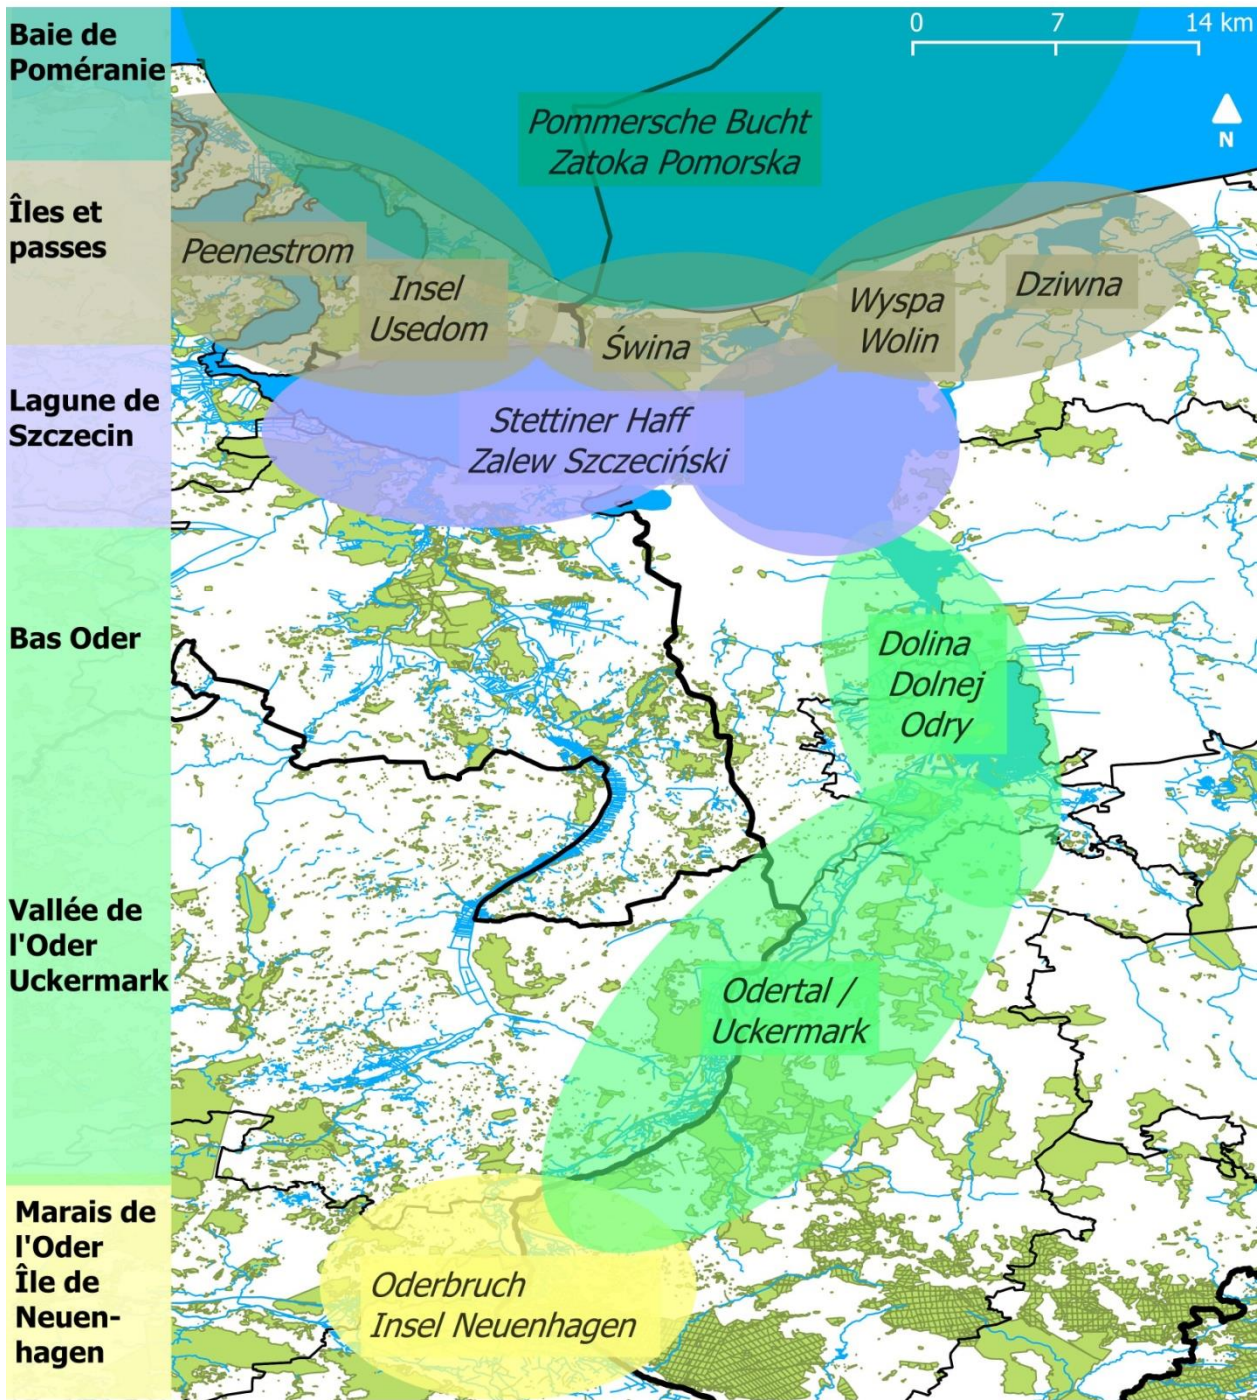 Baie de
Poméranie
Îles et
passes
Lagune de
Szczecin
Bas Oder
Vallée de
l'Oder
Uckermark
Marais de
l'Oder
Île de
Neuen-
hagen
0 7 14 km
N
Pommersche Bucht
Zatoka Pomorska
Peenestrom
Insel
Usedom
Świna
Wyspa
Wolin
Dziwna
Stettiner Haff
Zalew Szczeciński
Dolina
Dolnej
Odry
Odertal /
Uckermark
Oderbruch
Insel Neuenhagen